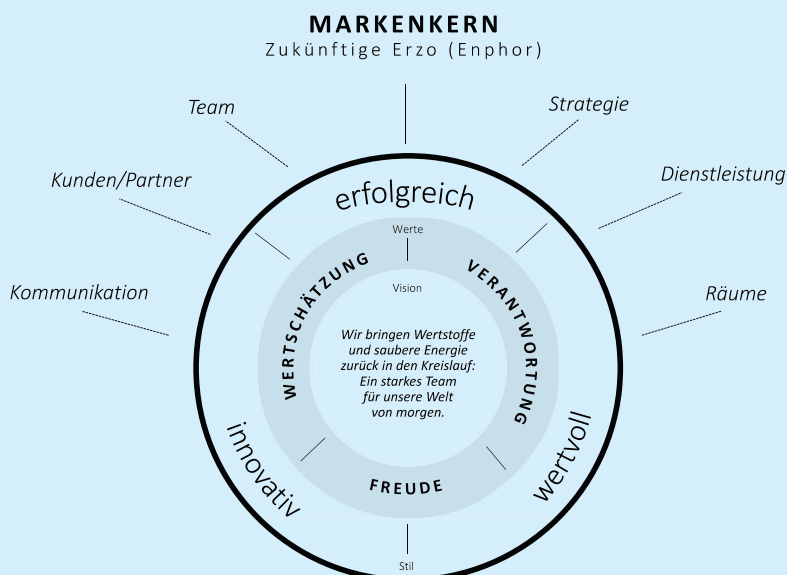 MARKENKERN
Zukünftige Erzo (Enphor)
Team
Strategie
Kunden/Partner
Dienstleistung
Kommunikation
Räume
erfolgreich
Werte
WERTSCHÄTZUNG
VERANTWORTUNG
Vision
Wir bringen Wertstoffe
und saubere Energie
zurück in den Kreislauf:
Ein starkes Team
für unsere Welt
von morgen.
innovativ
wertvoll
FREUDE
Stil